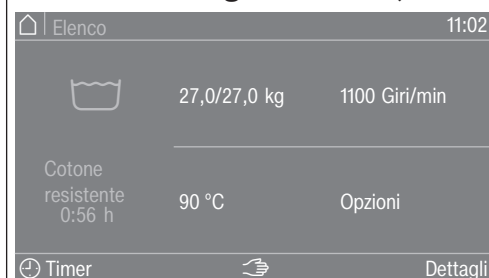 Elenco
11:02
27,0/27,0 kg
1100 Giri/min
Cotone
resistente
0:56 h
90 °C
Opzioni
Timer
Dettagli